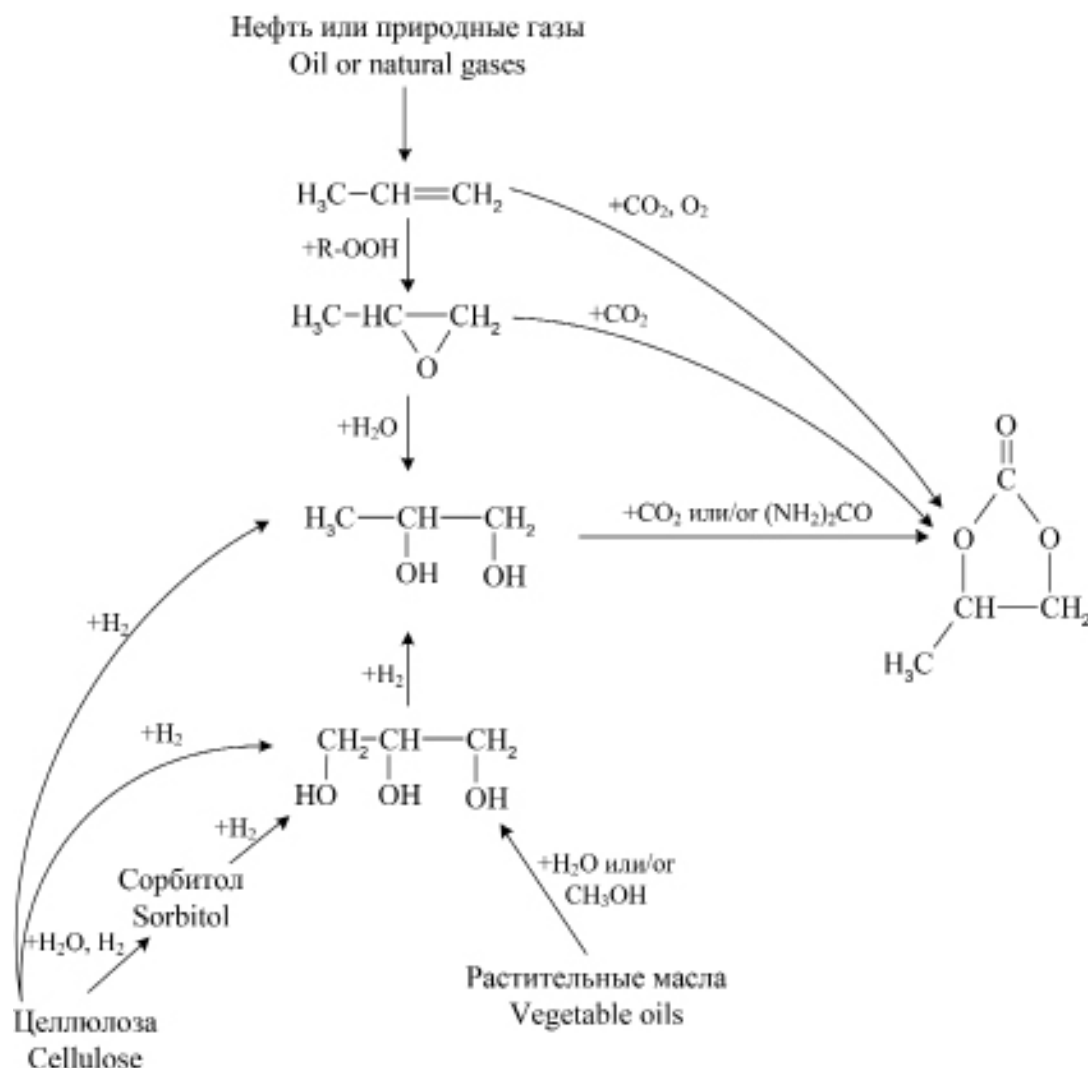 Нефть или природные газы
Oil or natural gases
H₃C–CH=CH₂
+CO₂, O₂
+R-OOH
H₃C–HC–CH₂
O
+CO₂
+H₂O
O
C
O
O
CH–CH₂
H₃C
H₃C–CH–CH₂
OH
OH
+CO₂ или/or (NH₂)₂CO
+H₂
+H₂
+H₂
CH₂–CH–CH₂
HO
OH
OH
+H₂
Сорбитол
Sorbitol
+H₂O или/or
CH₃OH
+H₂O, H₂
Растительные масла
Vegetable oils
Целлюлоза
Cellulose